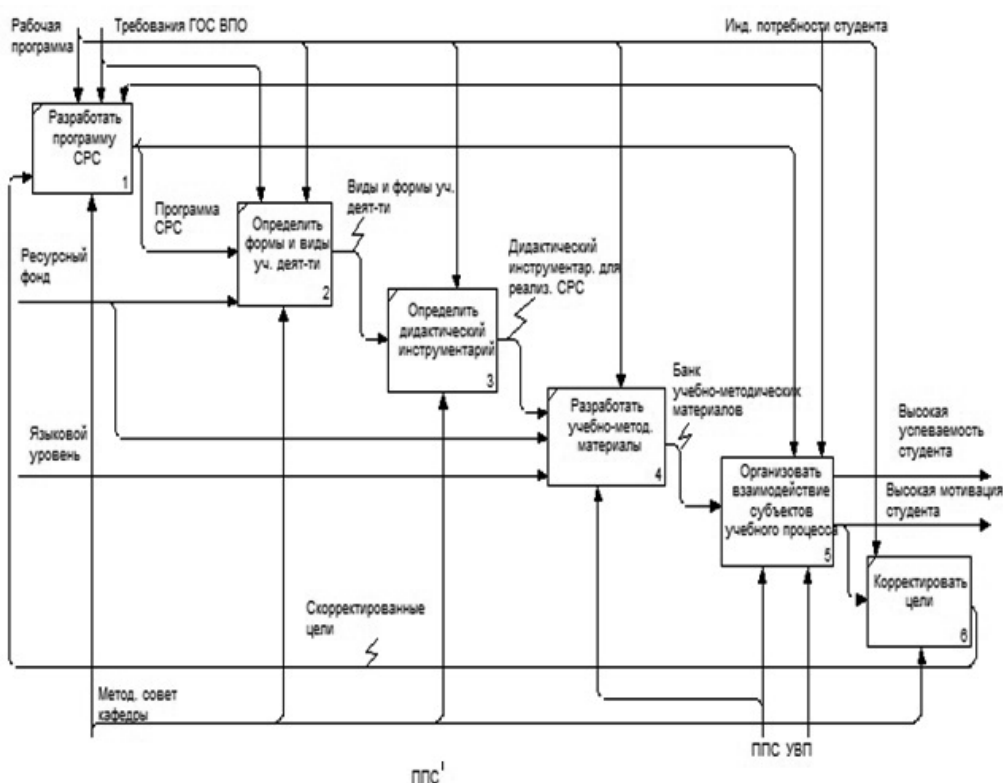 Рабочая
программа
Требования ГОС ВПО
Инд. потребности студента
Разработать
программу
СРС
1
Программа
СРС
Ресурсный
фонд
Определить
формы и виды
уч. деят-ти
2
Виды и формы уч.
деят-ти
Дидактический
инструментар. для
реализ. СРС
Определить
дидактический
инструментарий
3
Банк
учебно-методических
материалов
Разработать
учебно-метод.
материалы
4
Языковой
уровень
Высокая
успеваемость
студента
Организовать
взаимодействие
субъектов
учебного процесса
5
Высокая мотивация
студента
Корректировать
цели
6
Скорректированные
цели
Метод. совет
кафедры
ППС УВП
ППС